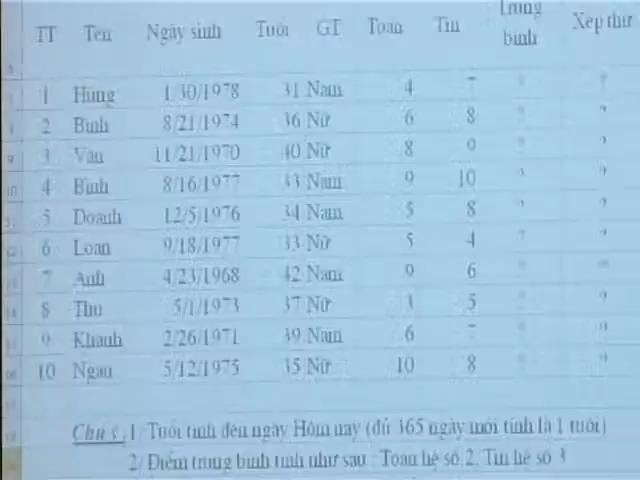 TT Tên Ngày sinh Tuổi GT Toán Tin Trung bình Xếp thứ
1 Hùng 1/30/1978 31 Nam 4 7 ? ?
2 Bình 8/21/1974 36 Nữ 6 8 ? ?
3 Vân 11/21/1970 40 Nữ 8 9 ? ?
4 Bình 8/16/1977 33 Nam 9 10 ? ?
5 Doanh 12/5/1976 34 Nam 5 8 ? ?
6 Loan 9/18/1977 33 Nữ 5 4 ? ?
7 Anh 4/23/1968 42 Nam 9 6 ? ?
8 Thu 5/1/1973 37 Nữ 3 5 ? ?
9 Khánh 2/26/1971 39 Nam 6 7 ? ?
10 Ngân 5/12/1975 35 Nữ 10 8 ? ?
Chú ý: 1/ Tuổi tính đến ngày Hôm nay (đủ 365 ngày mới tính là 1 tuổi)
2/ Điểm trung bình tính như sau : Toán hệ số 2, Tin hệ số 3